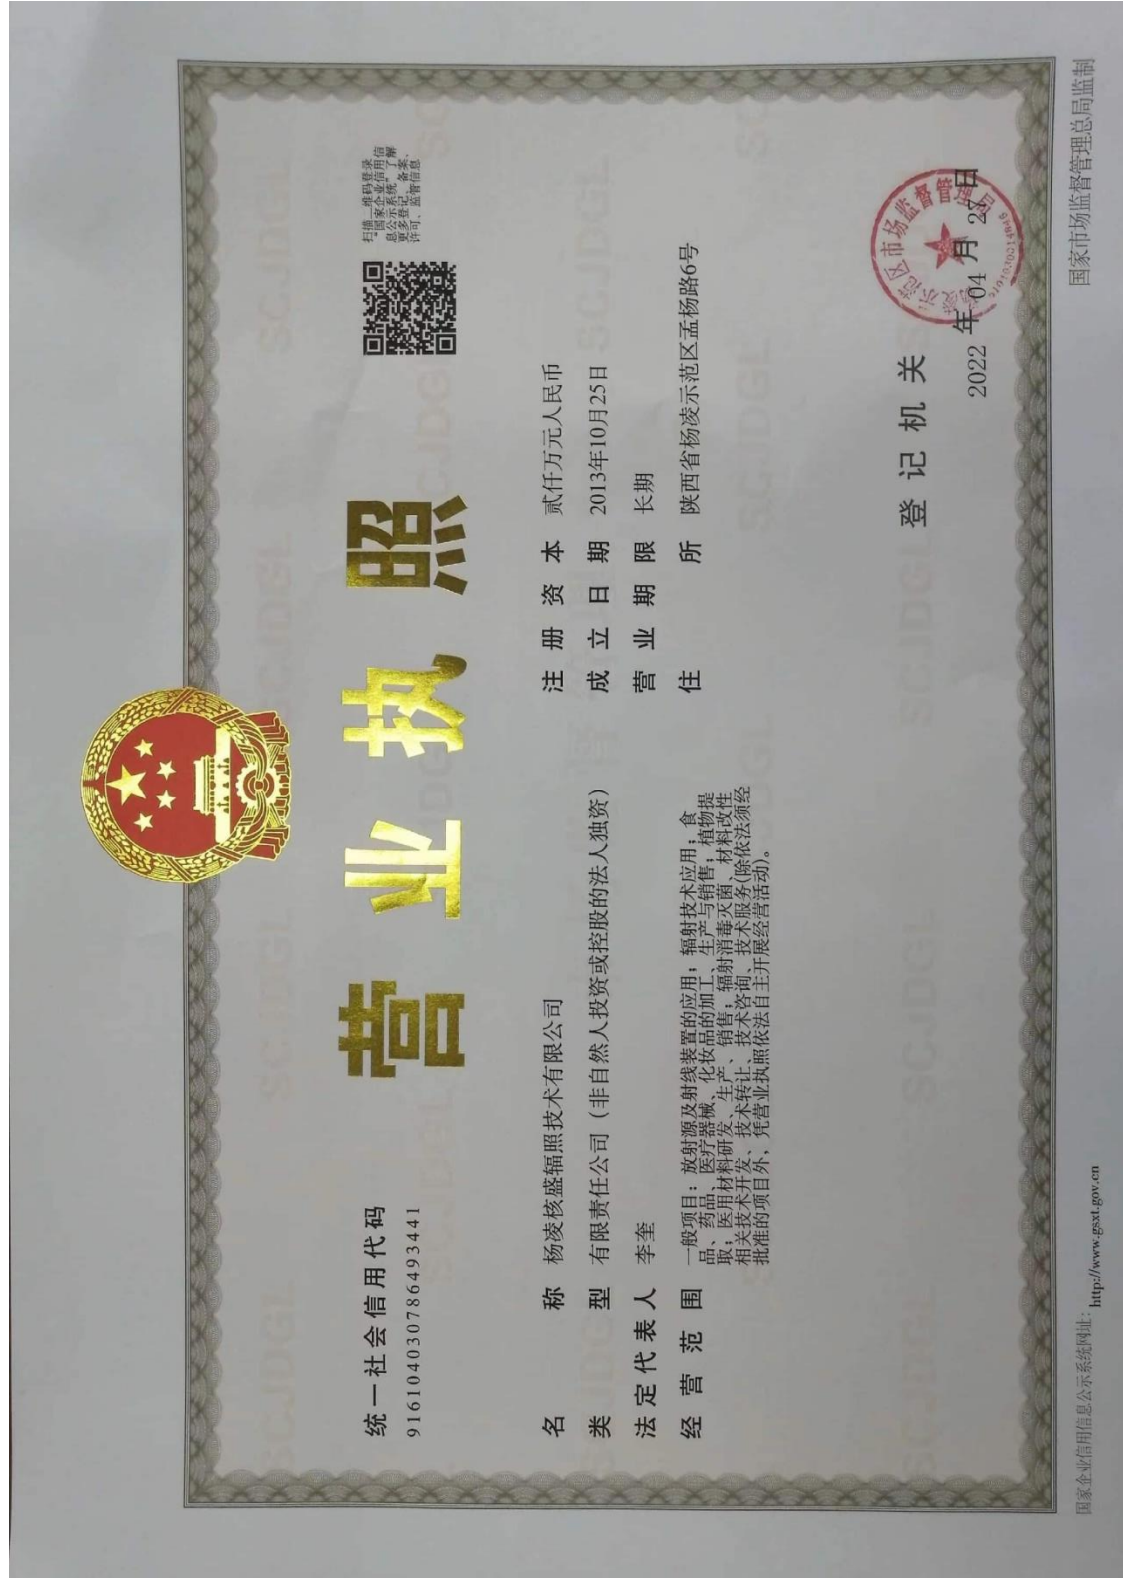 营业执照
统一社会信用代码
916104030786493441
扫描二维码登录
“国家企业信用信
息公示系统”了解
更多登记、备案、
许可、监管信息
名称 杨凌核盛辐照技术有限公司
类型 有限责任公司（非自然人投资或控股的法人独资）
法定代表人 李奎
经营范围 一般项目：放射源及射线装置的应用；辐射技术应用；食
品、药品、医疗器械、化妆品的加工、生产与销售；植物提
取；医用材料研发、生产、销售；辐射消毒灭菌、材料改性
相关技术开发、技术转让、技术咨询、技术服务(除依法须经
批准的项目外，凭营业执照依法自主开展经营活动)。
注册资本 贰仟万元人民币
成立日期 2013年10月25日
营业期限 长期
住所 陕西省杨凌示范区孟杨路6号
登记机关
示范区市场监督管理局
2022 年 04 月 27 日
国家企业信用信息公示系统网址：http://www.gsxt.gov.cn
国家市场监督管理总局监制
SCJDGL